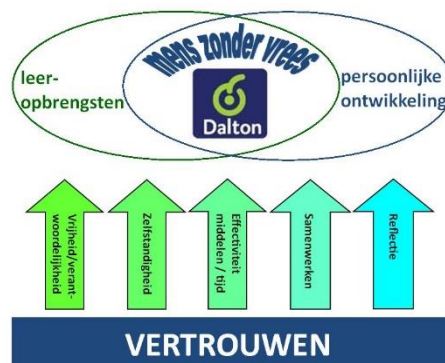 mens zonder vrees
leer-
opbrengsten
persoonlijke
ontwikkeling
Dalton
Vrijheid/verant-
woordelijkheid
Zelfstandigheid
Effectiviteit
middelen / tijd
Samenwerken
Reflectie
VERTROUWEN